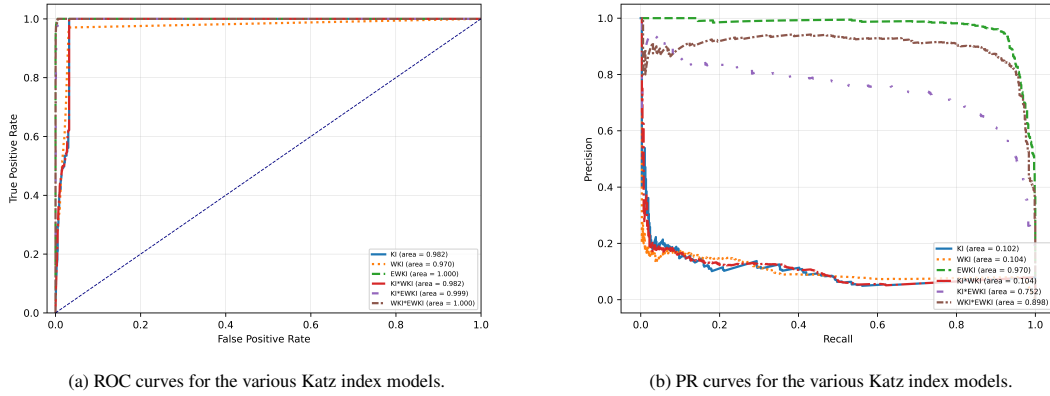 1.0
0.8
0.6
0.4
0.2
0.0
True Positive Rate
0.0 0.2 0.4 0.6 0.8 1.0
False Positive Rate
KI (area = 0.982)
WKI (area = 0.970)
EWKI (area = 1.000)
KI*WKI (area = 0.982)
KI*EWKI (area = 0.999)
WKI*EWKI (area = 1.000)
(a) ROC curves for the various Katz index models.
1.0
0.8
0.6
0.4
0.2
0.0
Precision
0.0 0.2 0.4 0.6 0.8 1.0
Recall
KI (area = 0.102)
WKI (area = 0.104)
EWKI (area = 0.970)
KI*WKI (area = 0.104)
KI*EWKI (area = 0.752)
WKI*EWKI (area = 0.898)
(b) PR curves for the various Katz index models.